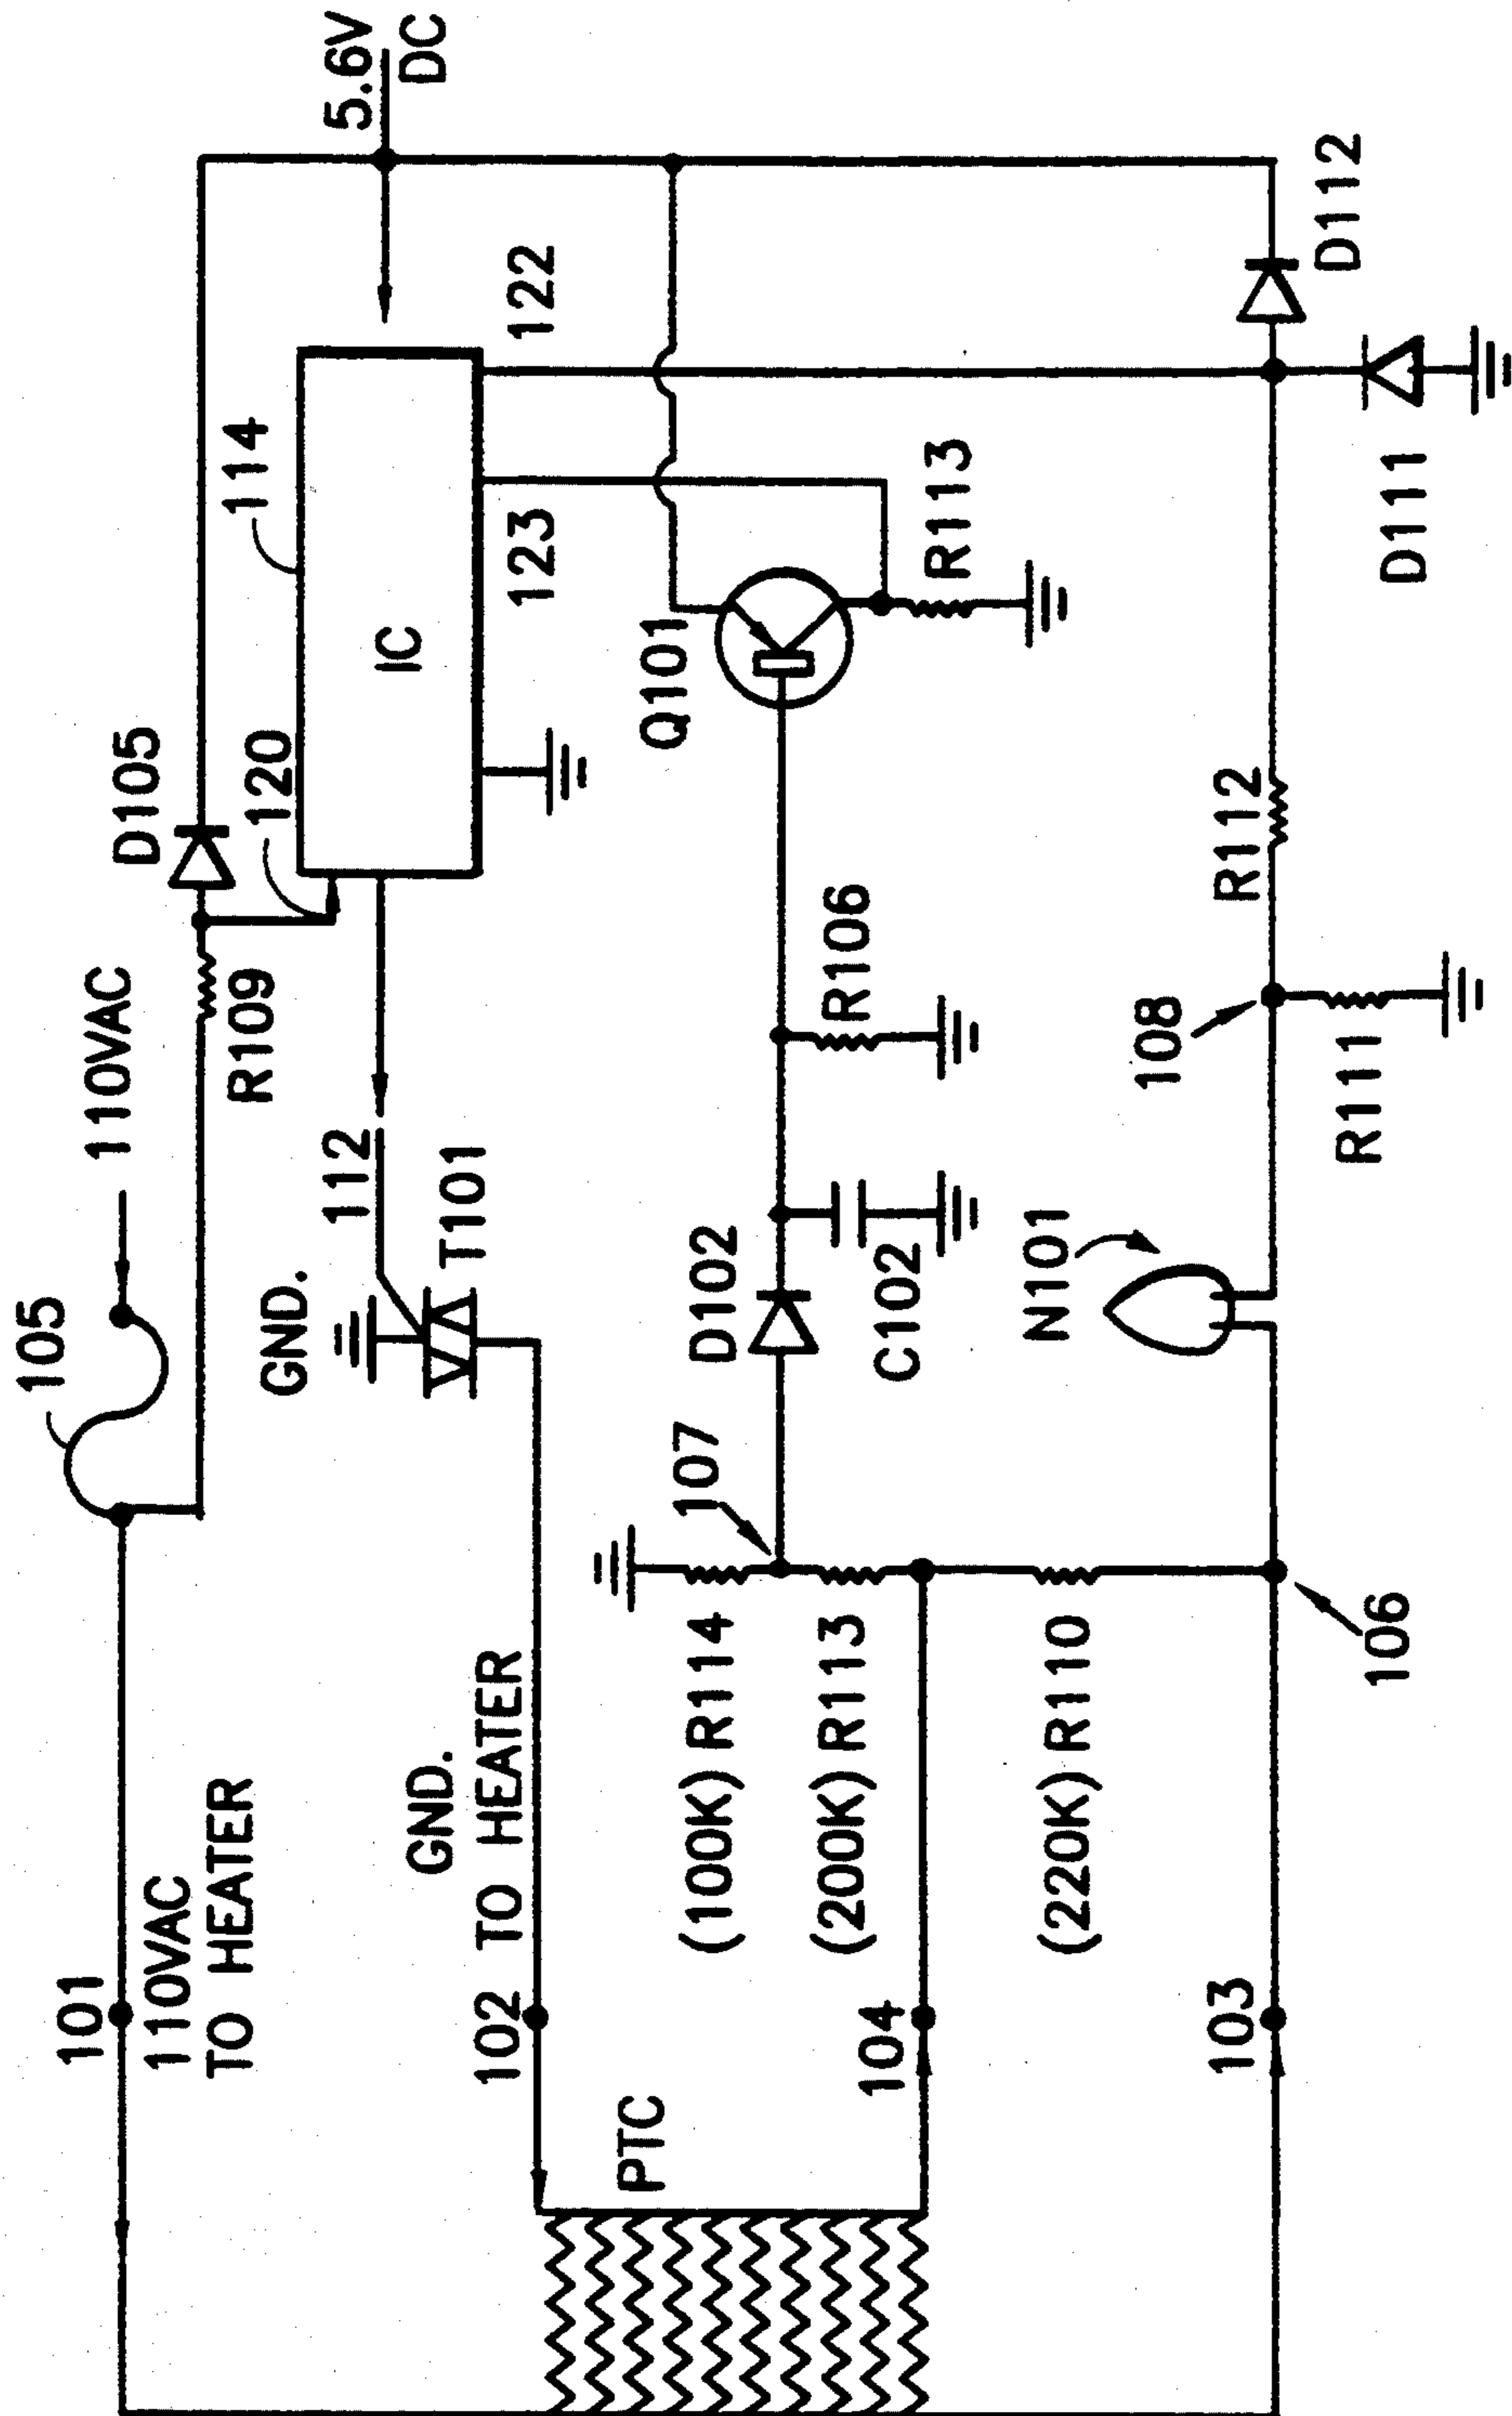 105
110VAC
D105
5.6V
DC
101
110VAC
TO HEATER
R109
120
114
GND.
112
T101
IC
GND.
102 TO HEATER
123
122
PTC
107
D102
Q101
(100K) R114
(200K) R113
C102
R106
R113
104
(220K) R110
N101
108
103
R112
D112
106
R111
D111